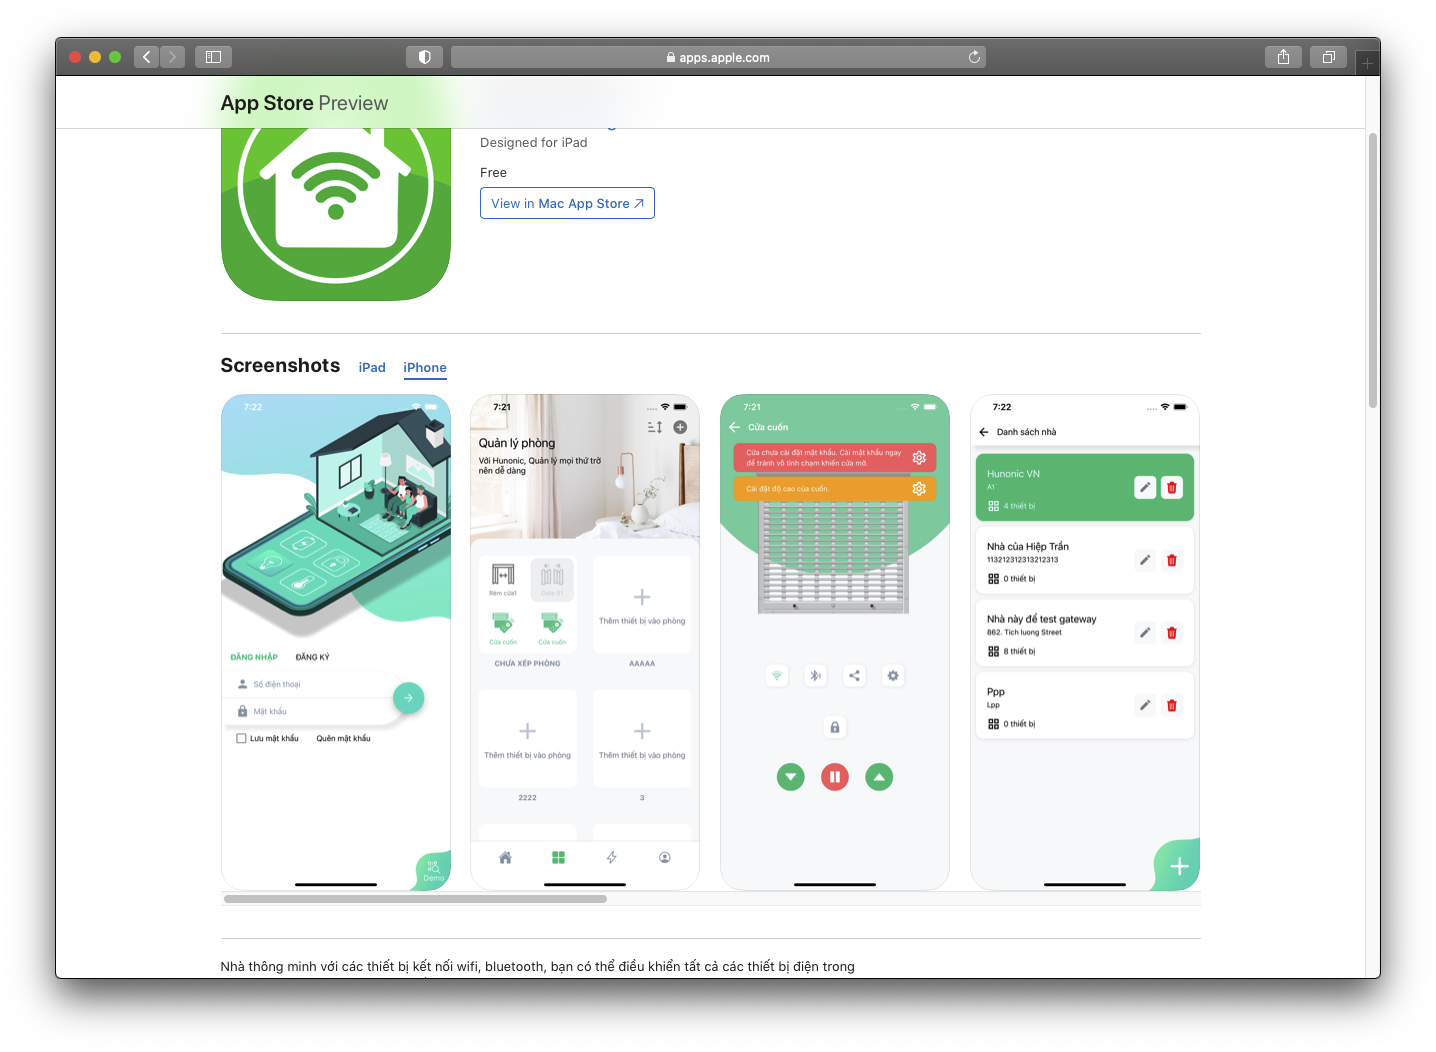 apps.apple.com
App Store Preview
Designed for iPad
Free
View in Mac App Store
Screenshots iPad iPhone
7:22
ĐĂNG NHẬP ĐĂNG KÝ
Số điện thoại
Mật khẩu
Lưu mật khẩu Quên mật khẩu
Demo
7:21
Quản lý phòng
Với Hunonic, Quản lý mọi thứ trở
nên dễ dàng
Rèm cửa1
Cửa cuốn Cửa cuốn
CHƯA XẾP PHÒNG
Thêm thiết bị vào phòng
AAAAA
Thêm thiết bị vào phòng
2222
Thêm thiết bị vào phòng
3
7:21
Cửa cuốn
Cửa chưa cài đặt mật khẩu. Cài mật khẩu ngay
để tránh vô tình chạm khiến cửa mở.
Cài đặt độ cao của cuốn.
7:22
Danh sách nhà
Hunonic VN
A1`
4 thiết bị
Nhà của Hiệp Trần
113212312313212313
0 thiết bị
Nhà này để test gateway
862. Tich luong Street
8 thiết bị
Ppp
Lpp
0 thiết bị
Nhà thông minh với các thiết bị kết nối wifi, bluetooth, bạn có thể điều khiển tất cả các thiết bị điện trong